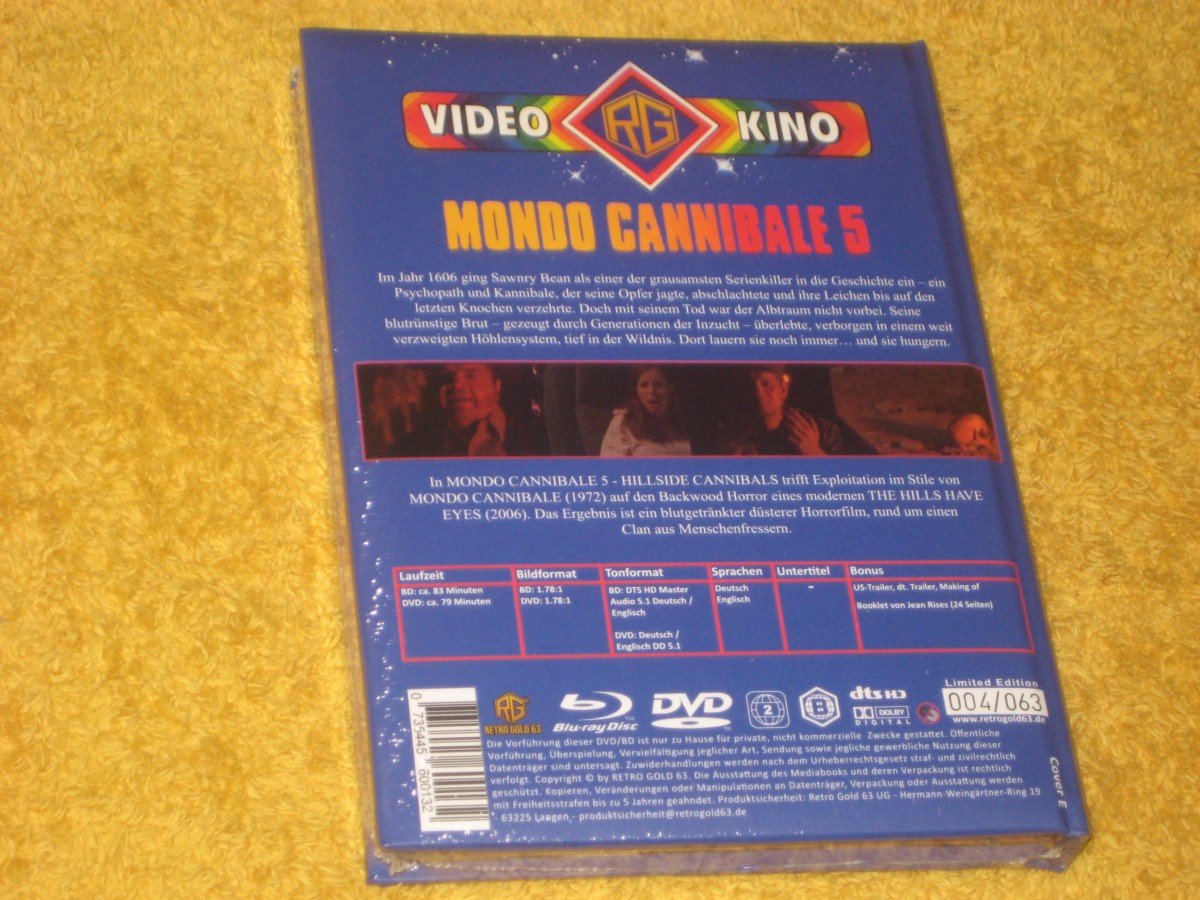 VIDEO RG KINO
MONDO CANNIBALE 5
Im Jahr 1606 ging Sawnry Bean als einer der grausamsten Serienkiller in die Geschichte ein – ein
Psychopath und Kannibale, der seine Opfer jagte, abschlachtete und ihre Leichen bis auf den
letzten Knochen verzehrte. Doch mit seinem Tod war der Albtraum nicht vorbei. Seine
blutrünstige Brut – gezeugt durch Generationen der Inzucht – überlebte, verborgen in einem weit
verzweigten Höhlensystem, tief in der Wildnis. Dort lauern sie noch immer… und sie hungern.
In MONDO CANNIBALE 5 - HILLSIDE CANNIBALS trifft Exploitation im Stile von
MONDO CANNIBALE (1972) auf den Backwood Horror eines modernen THE HILLS HAVE
EYES (2006). Das Ergebnis ist ein blutgetränkter düsterer Horrorfilm, rund um einen
Clan aus Menschenfressern.
Laufzeit
BD: ca. 83 Minuten
DVD: ca. 79 Minuten
Bildformat
BD: 1.78:1
DVD: 1.78:1
Tonformat
BD: DTS HD Master
Audio 5.1 Deutsch /
Englisch
DVD: Deutsch /
Englisch DD 5.1
Sprachen
Deutsch
Englisch
Untertitel
–
Bonus
US-Trailer, dt. Trailer, Making of
Booklet von Jean Rises (24 Seiten)
0 735445 600132
RG
RETRO GOLD 63
Blu-ray Disc™
DVD
2
B
dts HD
DOLBY
DIGITAL
Limited Edition
004/063
www.retrogold63.de
Die Vorführung dieser DVD/BD ist nur zu Hause für private, nicht kommerzielle Zwecke gestattet. Öffentliche
Vorführung, Überspielung, Vervielfältigung jeglicher Art, Sendung sowie jegliche gewerbliche Nutzung dieser
Datenträger sind untersagt. Zuwiderhandlungen werden nach dem Urheberrechtsgesetz straf- und zivilrechtlich
verfolgt. Copyright © by RETRO GOLD 63. Die Ausstattung des Mediabooks und deren Verpackung ist rechtlich
geschützt. Kopieren, Veränderungen oder Manipulationen an Datenträger, Verpackung oder Ausstattung werden
mit Freiheitsstrafen bis zu 5 Jahren geahndet. Produktsicherheit: Retro Gold 63 UG - Hermann-Weingärtner-Ring 19
63225 Langen - produktsicherheit@retrogold63.de
Cover E